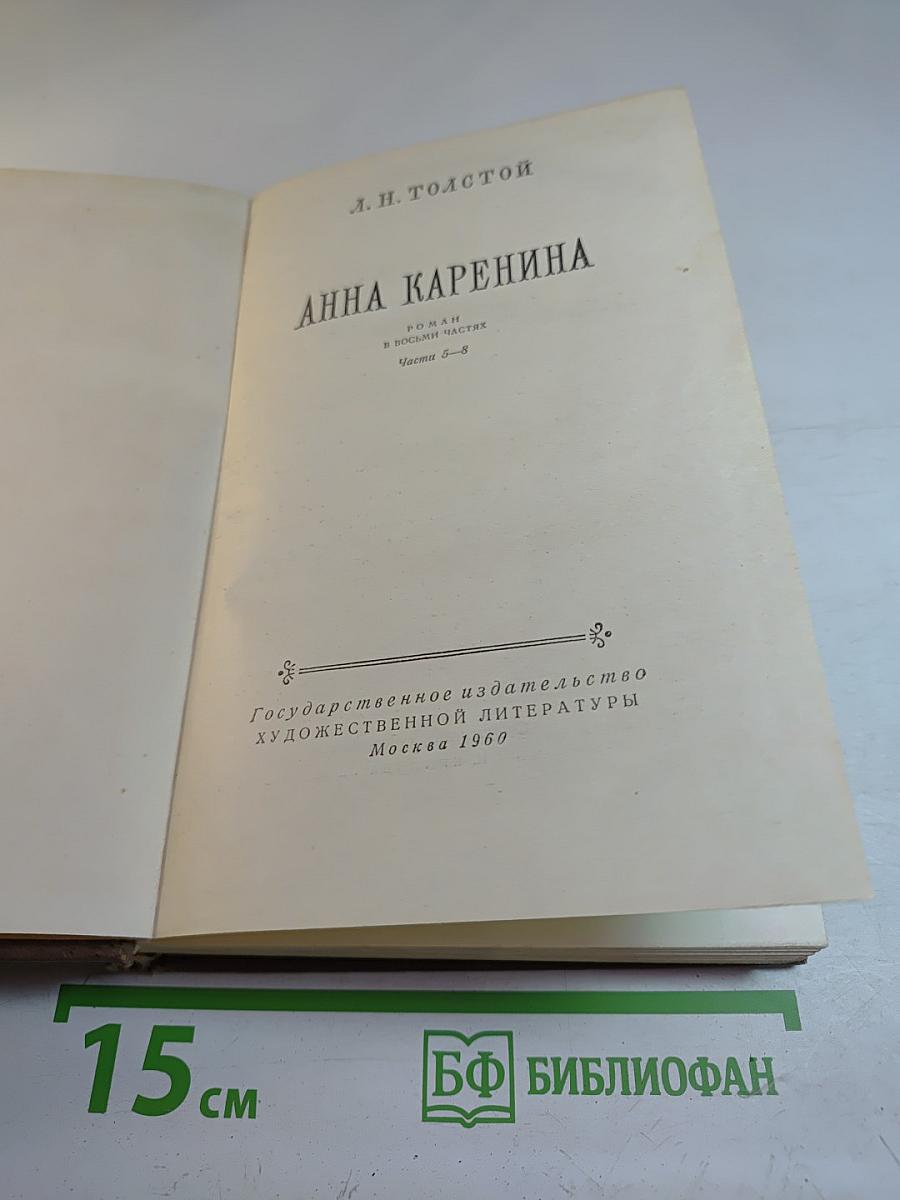 Л. Н. ТОЛСТОЙ
АННА КАРЕНИНА
РОМАН
В ВОСЬМИ ЧАСТЯХ
Части 5—8
Государственное издательство
ХУДОЖЕСТВЕННОЙ ЛИТЕРАТУРЫ
Москва 1960
15 см
БФ БИБЛИОФАН